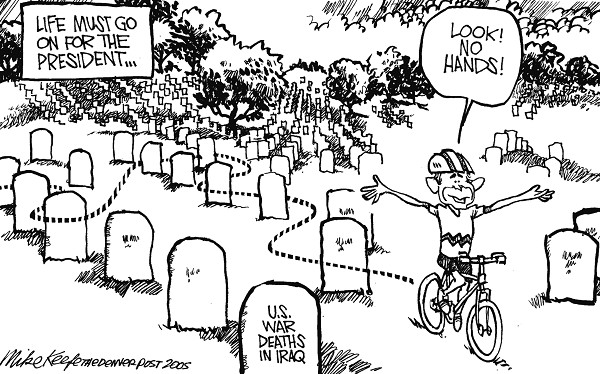 LIFE MUST GO
ON FOR THE
PRESIDENT...
LOOK!
NO
HANDS!
U.S.
WAR
DEATHS
IN IRAQ
Mike Keefe THE DENVER POST 2005